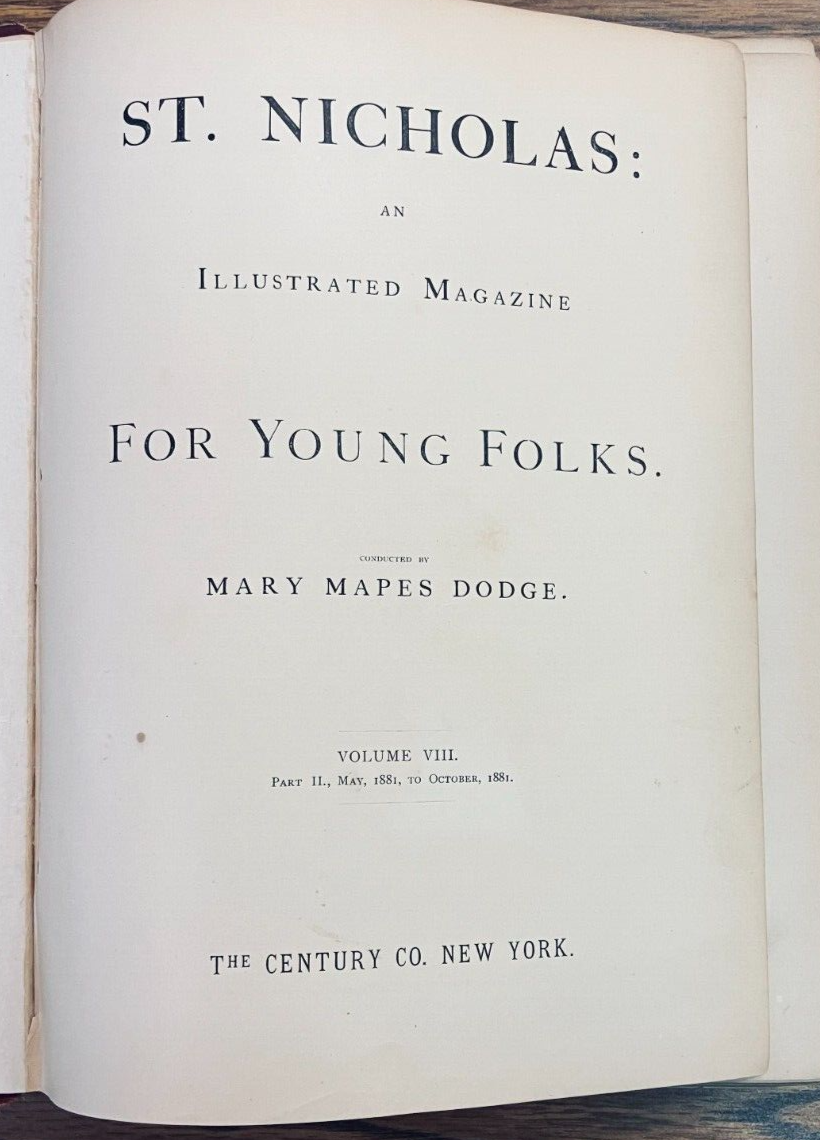 ST. NICHOLAS:
AN
ILLUSTRATED MAGAZINE
FOR YOUNG FOLKS.
CONDUCTED BY
MARY MAPES DODGE.
VOLUME VIII.
PART II., MAY, 1881, TO OCTOBER, 1881.
THE CENTURY CO. NEW YORK.